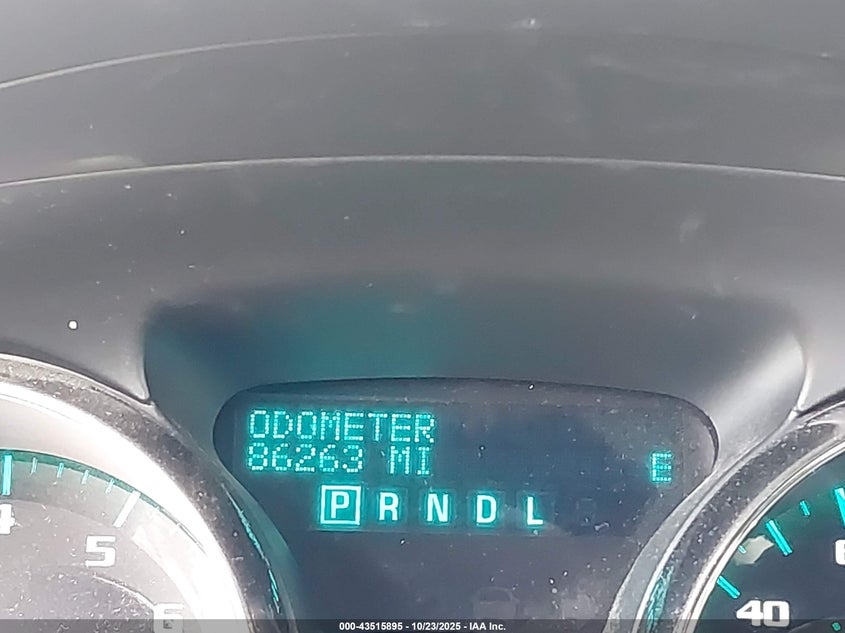 ODOMETER
86263 MI
E
P R N D L
4
5
6
40
000-43515895 - 10/23/2025 - IAA Inc.